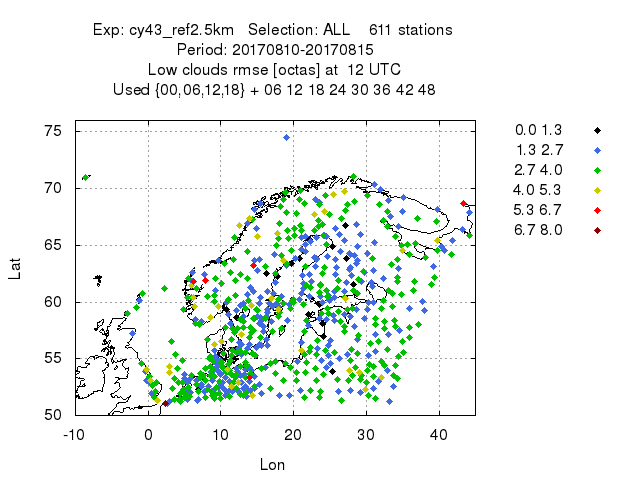 Exp: cy43_ref2.5km Selection: ALL 611 stations
Period: 20170810-20170815
Low clouds rmse [octas] at 12 UTC
Used {00,06,12,18} + 06 12 18 24 30 36 42 48
75
70
65
60
55
50
Lat
-10 0 10 20 30 40
Lon
0.0 1.3
1.3 2.7
2.7 4.0
4.0 5.3
5.3 6.7
6.7 8.0